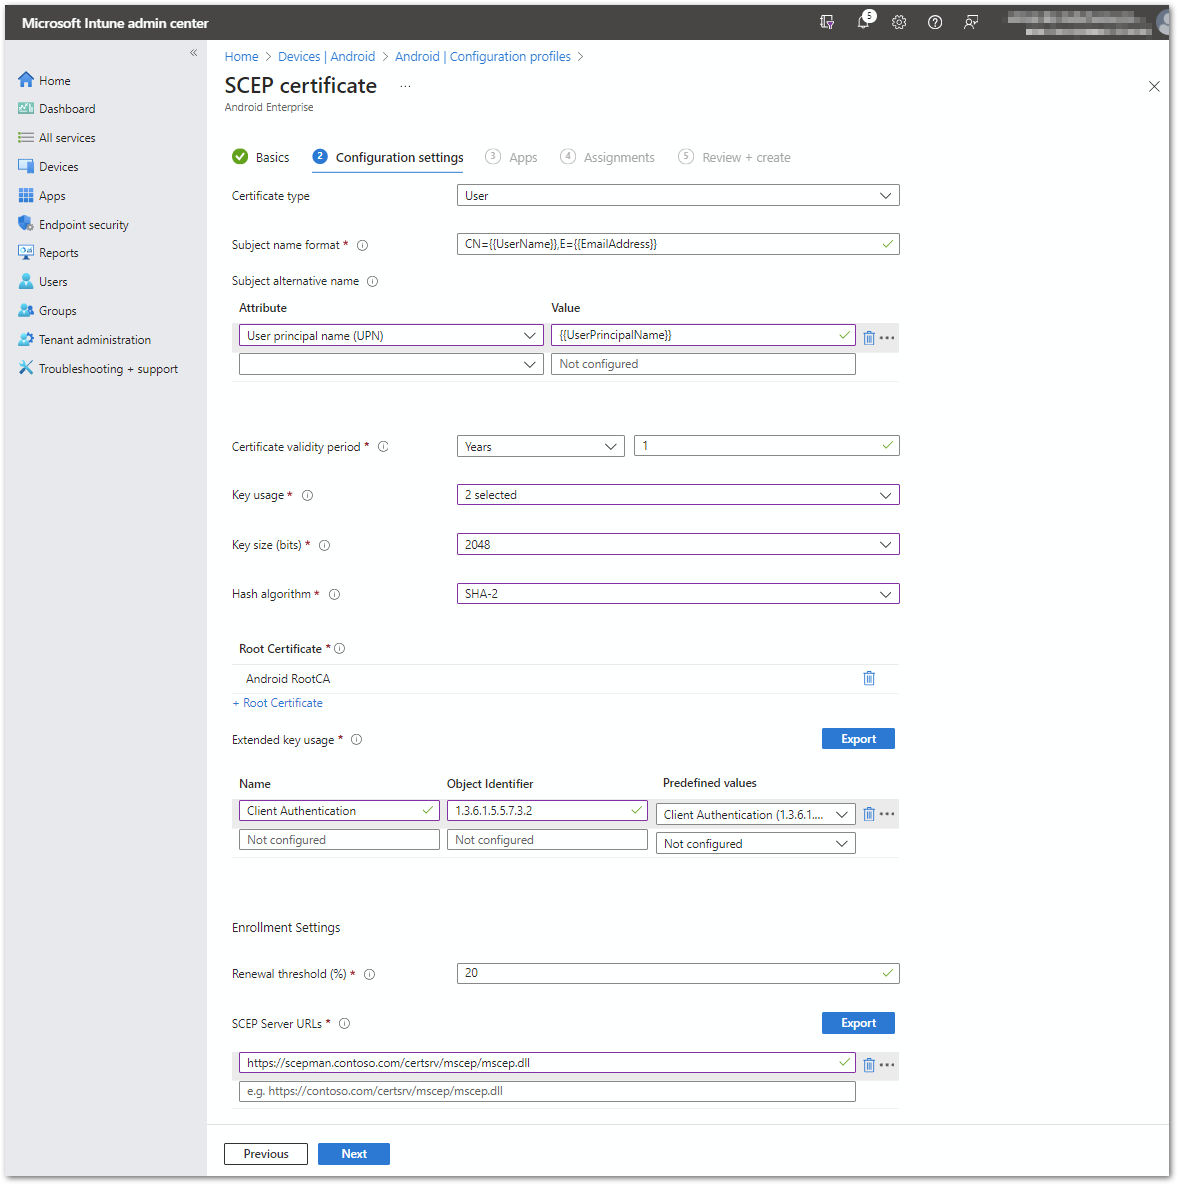 Microsoft Intune admin center
5
«
Home
Dashboard
All services
Devices
Apps
Endpoint security
Reports
Users
Groups
Tenant administration
Troubleshooting + support
Home > Devices | Android > Android | Configuration profiles >
SCEP certificate ...
Android Enterprise
Basics 2 Configuration settings 3 Apps 4 Assignments 5 Review + create
Certificate type User
Subject name format * CN={{UserName}},E={{EmailAddress}}
Subject alternative name
Attribute Value
User principal name (UPN) {{UserPrincipalName}}
Not configured
Certificate validity period * Years 1
Key usage * 2 selected
Key size (bits) * 2048
Hash algorithm * SHA-2
Root Certificate *
Android RootCA
+ Root Certificate
Extended key usage * Export
Name Object Identifier Predefined values
Client Authentication 1.3.6.1.5.5.7.3.2 Client Authentication (1.3.6.1....
Not configured Not configured Not configured
Enrollment Settings
Renewal threshold (%) * 20
SCEP Server URLs * Export
https://scepman.contoso.com/certsrv/mscep/mscep.dll
e.g. https://contoso.com/certsrv/mscep/mscep.dll
Previous Next